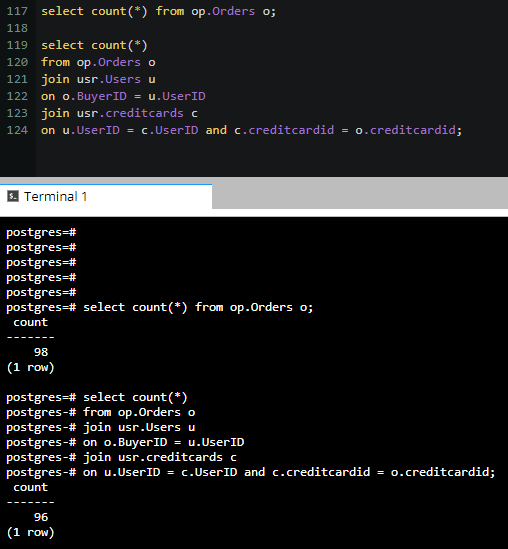 117 select count(*) from op.Orders o;
118
119 select count(*)
120 from op.Orders o
121 join usr.Users u
122 on o.BuyerID = u.UserID
123 join usr.creditcards c
124 on u.UserID = c.UserID and c.creditcardid = o.creditcardid;
Terminal 1
postgres=#
postgres=#
postgres=#
postgres=#
postgres=#
postgres=# select count(*) from op.Orders o;
count
-------
98
(1 row)
postgres=# select count(*)
postgres-# from op.Orders o
postgres-# join usr.Users u
postgres-# on o.BuyerID = u.UserID
postgres-# join usr.creditcards c
postgres-# on u.UserID = c.UserID and c.creditcardid = o.creditcardid;
count
-------
96
(1 row)